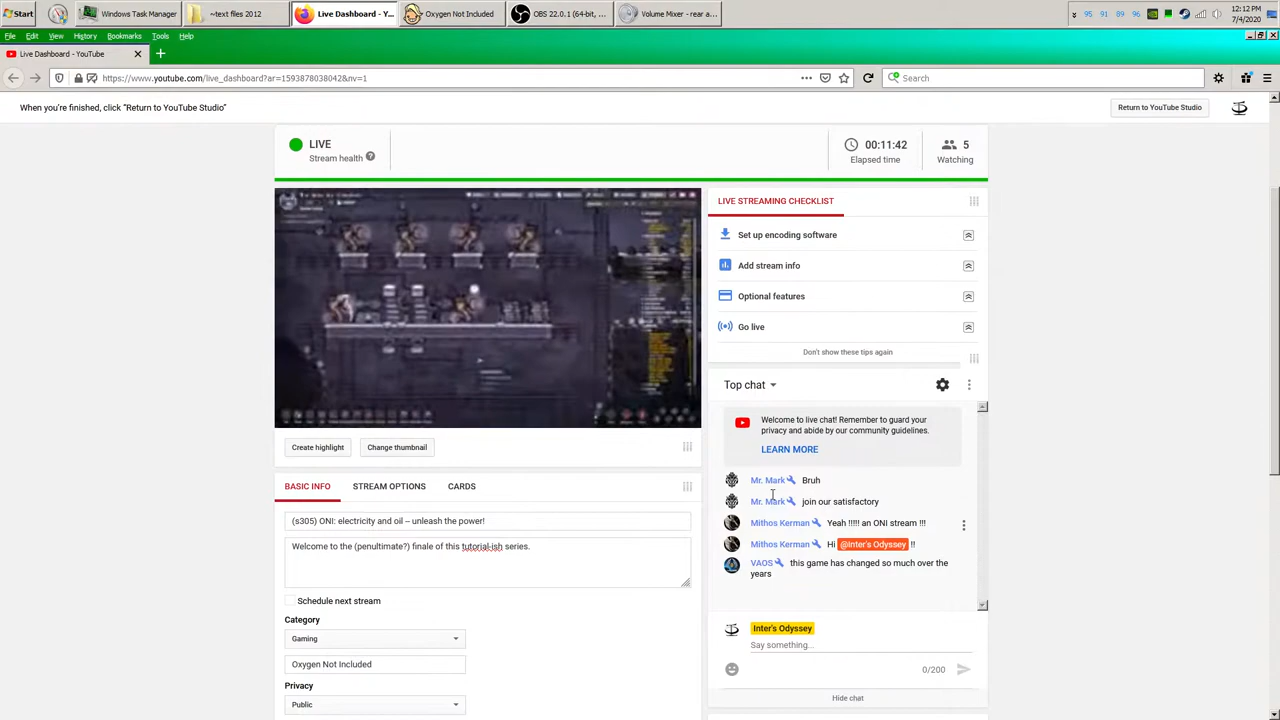 Start
Windows Task Manager
~text files 2012
Live Dashboard - Y...
Oxygen Not Included
OBS 22.0.1 (64-bit, ...
Volume Mixer - rear a...
95 91 89 96
12:12 PM
7/4/2020
File Edit View History Bookmarks Tools Help
Live Dashboard - YouTube
https://www.youtube.com/live_dashboard?ar=1593878038042&nv=1
Search
When you're finished, click "Return to YouTube Studio"
Return to YouTube Studio
LIVE
Stream health
00:11:42
Elapsed time
5
Watching
Create highlight
Change thumbnail
BASIC INFO
STREAM OPTIONS
CARDS
(s305) ONI: electricity and oil – unleash the power!
Welcome to the (penultimate?) finale of this tutorial-ish series.
Schedule next stream
Category
Gaming
Oxygen Not Included
Privacy
Public
LIVE STREAMING CHECKLIST
Set up encoding software
Add stream info
Optional features
Go live
Don't show these tips again
Top chat
Welcome to live chat! Remember to guard your
privacy and abide by our community guidelines.
LEARN MORE
Mr. Mark Bruh
Mr. Mark join our satisfactory
Mithos Kerman Yeah !!!!! an ONI stream !!!
Mithos Kerman Hi @Inter's Odyssey !!
VAOS this game has changed so much over the
years
Inter's Odyssey
Say something...
0/200
Hide chat